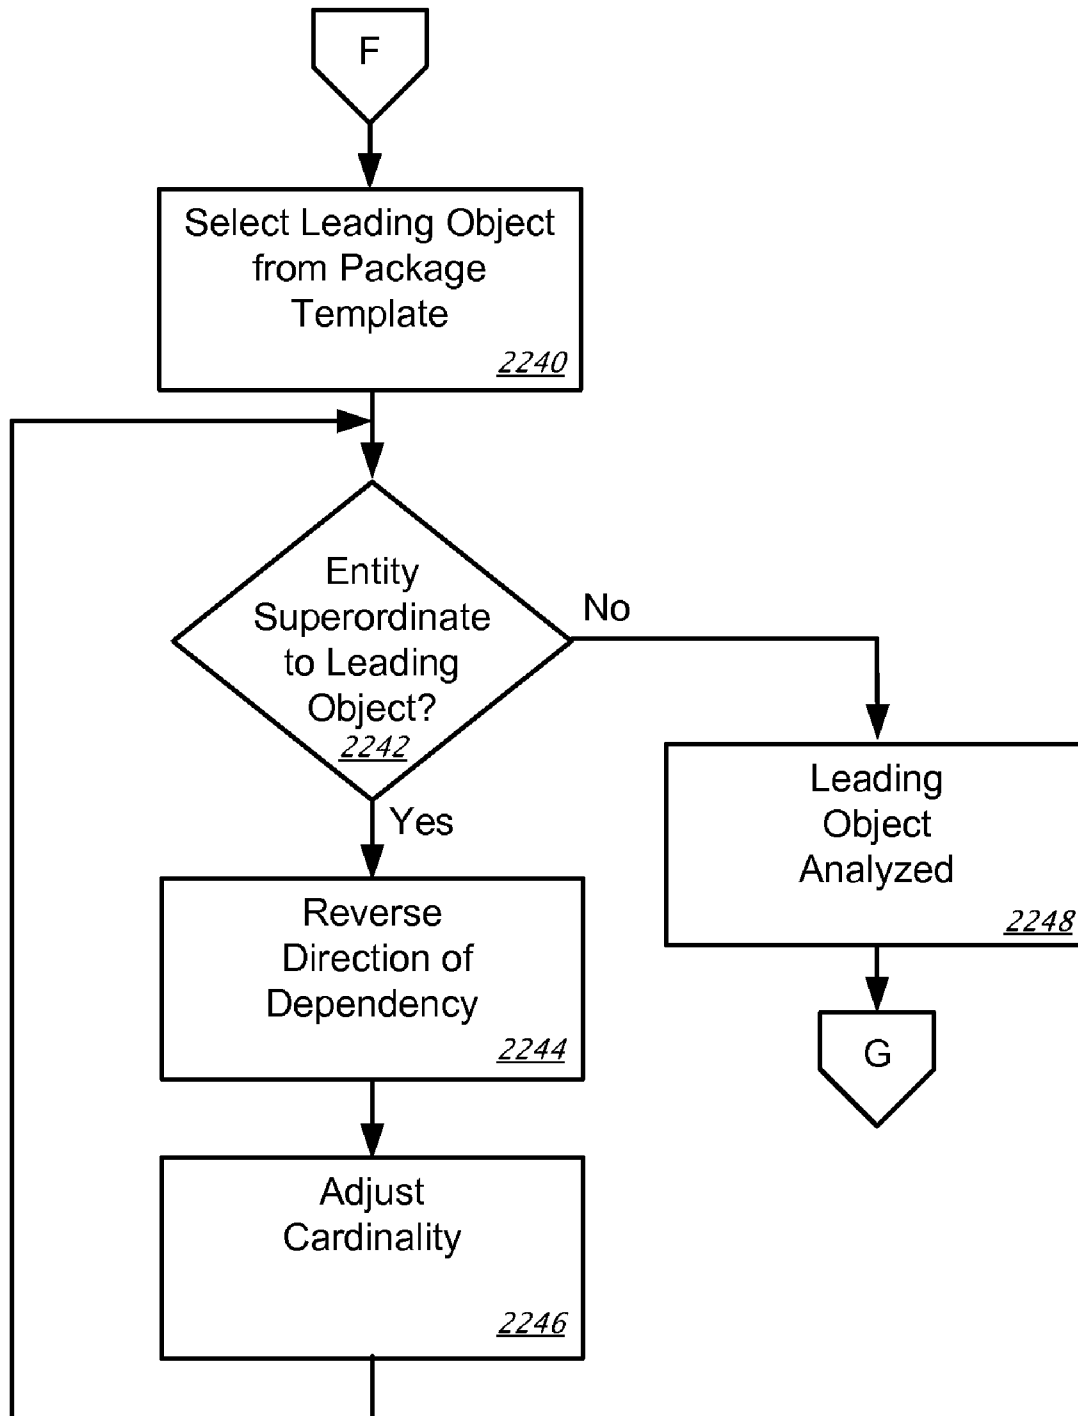 F
Select Leading Object
from Package
Template
2240
Entity
Superordinate
to Leading
Object?
2242
No
Yes
Leading
Object
Analyzed
2248
Reverse
Direction of
Dependency
2244
G
Adjust
Cardinality
2246